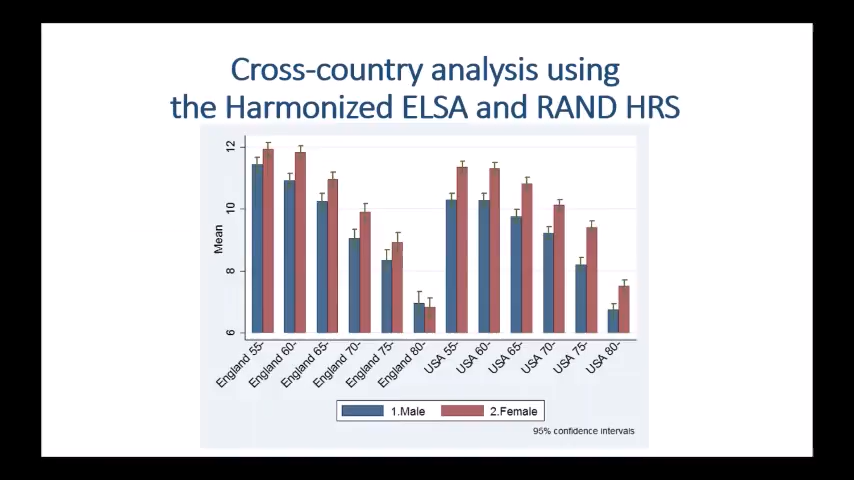 Cross-country analysis using
the Harmonized ELSA and RAND HRS
12
10
8
6
Mean
England 55-
England 60-
England 65-
England 70-
England 75-
England 80-
USA 55-
USA 60-
USA 65-
USA 70-
USA 75-
USA 80-
1.Male 2.Female
95% confidence intervals